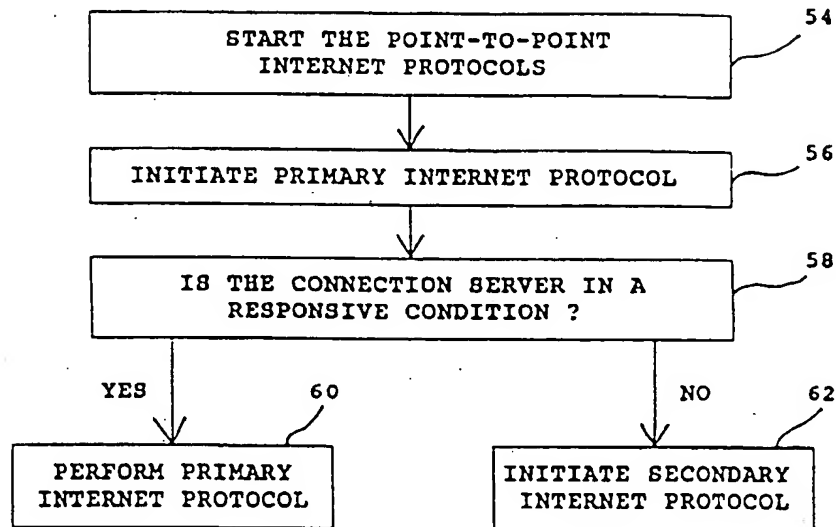 54
START THE POINT-TO-POINT
INTERNET PROTOCOLS
56
INITIATE PRIMARY INTERNET PROTOCOL
58
IS THE CONNECTION SERVER IN A
RESPONSIVE CONDITION ?
YES
60
NO
62
PERFORM PRIMARY
INTERNET PROTOCOL
INITIATE SECONDARY
INTERNET PROTOCOL